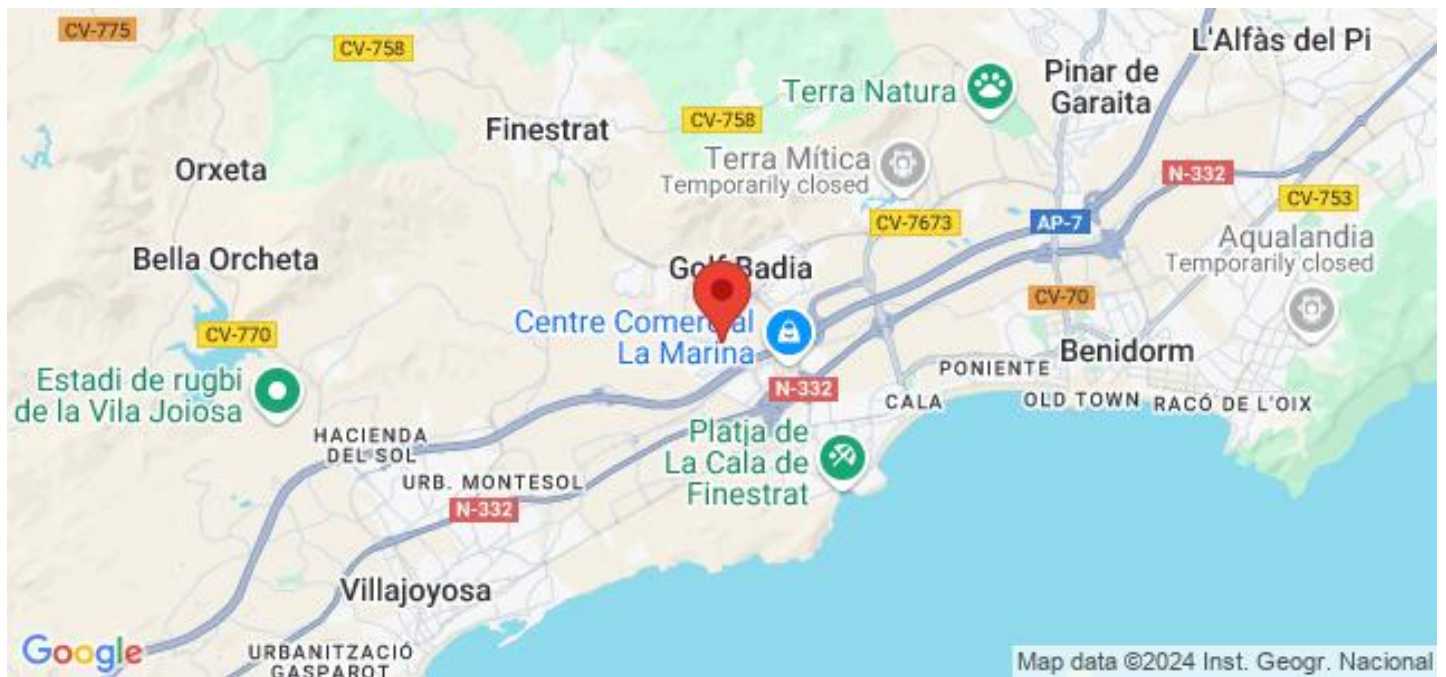 CV-775
CV-758
L'Alfàs del Pi
Pinar de
Garaita
Terra Natura
Finestrat
CV-758
Terra Mítica
Temporarily closed
Orxeta
N-332
CV-753
CV-7673
AP-7
Aqualandia
Temporarily closed
Bella Orcheta
Golf Badia
CV-70
CV-770
Centre Comercial
La Marina
Benidorm
PONIENTE
Estadi de rugbi
de la Vila Joiosa
N-332
CALA
OLD TOWN
RACÓ DE L'OIX
HACIENDA
DEL SOL
Platja de
La Cala de
Finestrat
URB. MONTESOL
N-332
Villajoyosa
Google
URBANITZACIÓ
GASPAROT
Map data ©2024 Inst. Geogr. Nacional